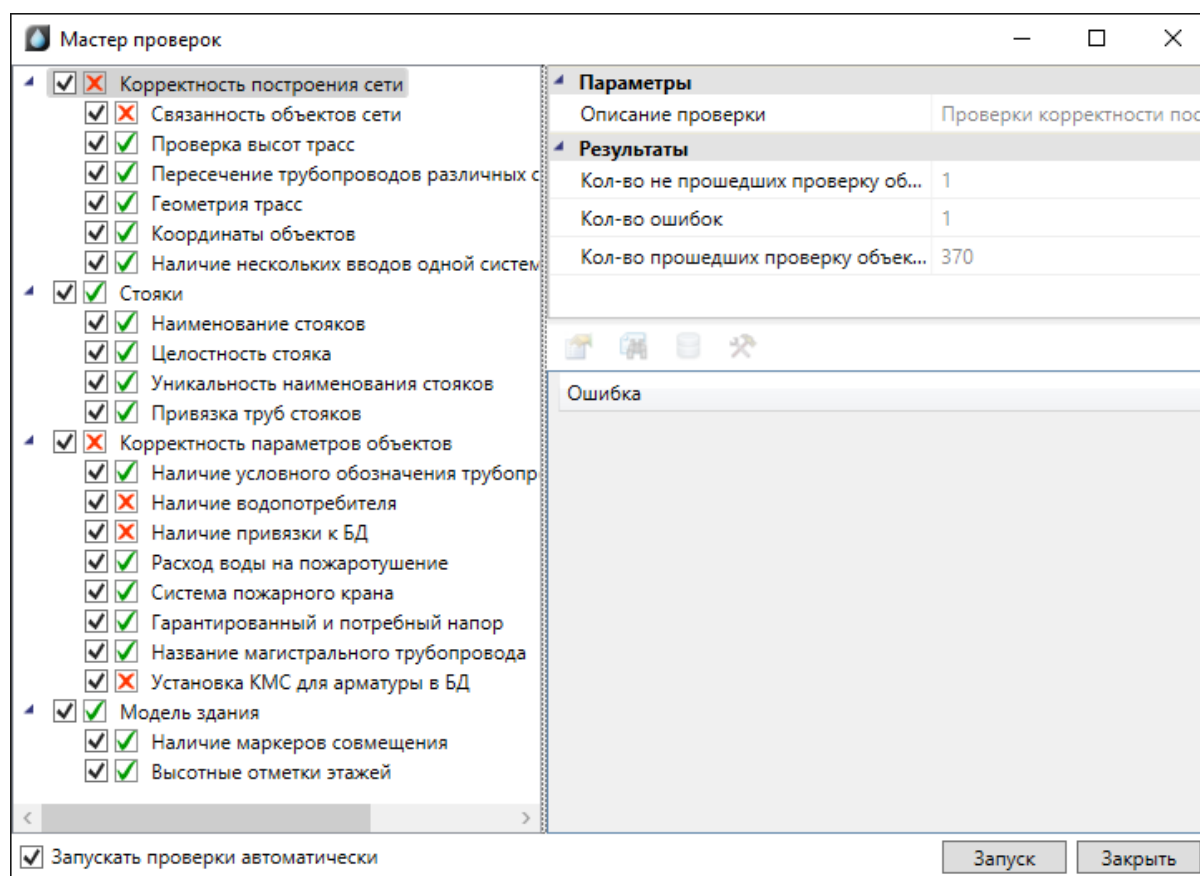 Мастер проверок
Корректность построения сети
Связанность объектов сети
Проверка высот трасс
Пересечение трубопроводов различных с
Геометрия трасс
Координаты объектов
Наличие нескольких вводов одной систем
Стояки
Наименование стояков
Целостность стояка
Уникальность наименования стояков
Привязка труб стояков
Корректность параметров объектов
Наличие условного обозначения трубопр
Наличие водопотребителя
Наличие привязки к БД
Расход воды на пожаротушение
Система пожарного крана
Гарантированный и потребный напор
Название магистрального трубопровода
Установка КМС для арматуры в БД
Модель здания
Наличие маркеров совмещения
Высотные отметки этажей
Параметры
Описание проверки Проверки корректности пос
Результаты
Кол-во не прошедших проверку об... 1
Кол-во ошибок 1
Кол-во прошедших проверку объек... 370
Ошибка
Запускать проверки автоматически
Запуск Закрыть